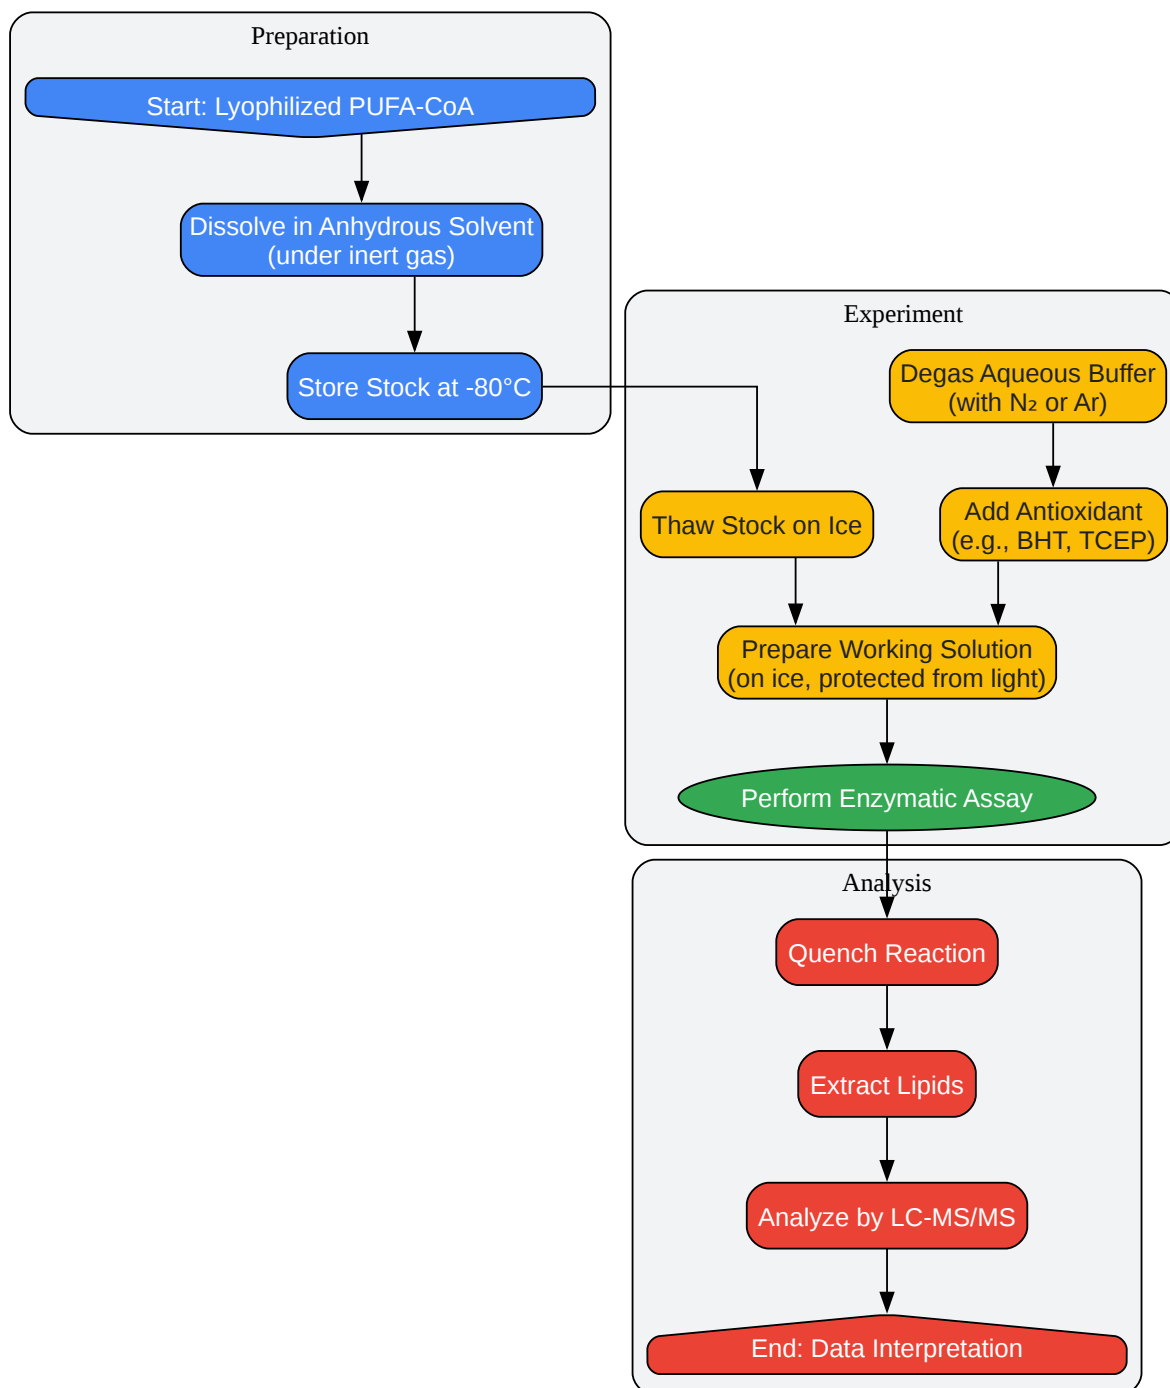 Preparation
Start: Lyophilized PUFA-CoA
Dissolve in Anhydrous Solvent
(under inert gas)
Store Stock at -80°C
Experiment
Degas Aqueous Buffer
(with N₂ or Ar)
Thaw Stock on Ice
Add Antioxidant
(e.g., BHT, TCEP)
Prepare Working Solution
(on ice, protected from light)
Perform Enzymatic Assay
Analysis
Quench Reaction
Extract Lipids
Analyze by LC-MS/MS
End: Data Interpretation